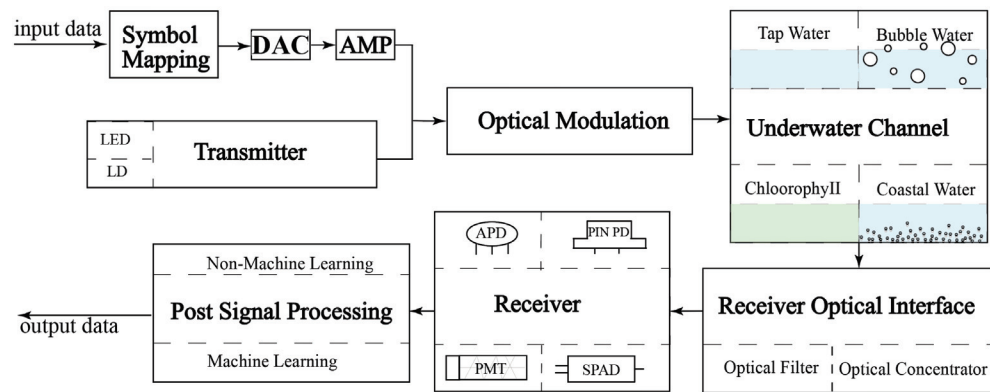 input data
Symbol
Mapping
DAC
AMP
LED
LD
Transmitter
Optical Modulation
Tap Water
Bubble Water
Underwater Channel
ChloorophyII
Coastal Water
Receiver Optical Interface
Optical Filter
Optical Concentrator
APD
PIN PD
Receiver
PMT
SPAD
Non-Machine Learning
Post Signal Processing
Machine Learning
output data